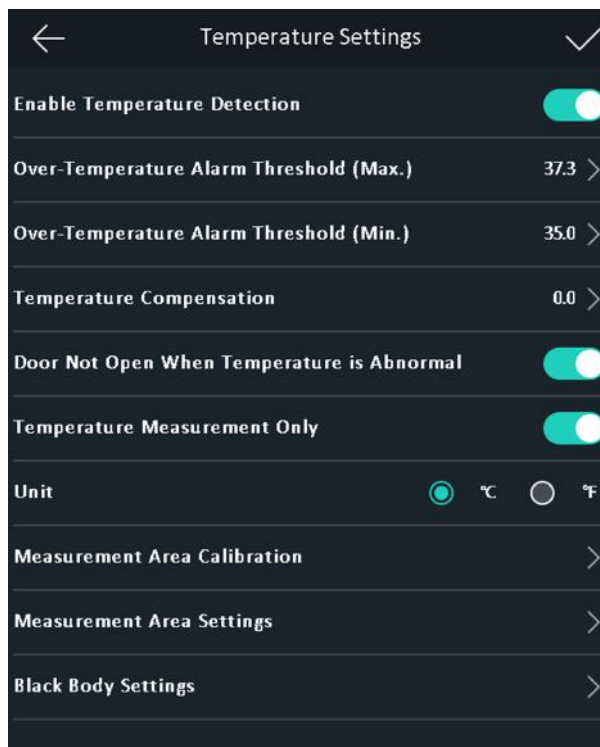 Temperature Settings
Enable Temperature Detection
Over-Temperature Alarm Threshold (Max.) 37.3
Over-Temperature Alarm Threshold (Min.) 35.0
Temperature Compensation 0.0
Door Not Open When Temperature is Abnormal
Temperature Measurement Only
Unit ℃ ℉
Measurement Area Calibration
Measurement Area Settings
Black Body Settings